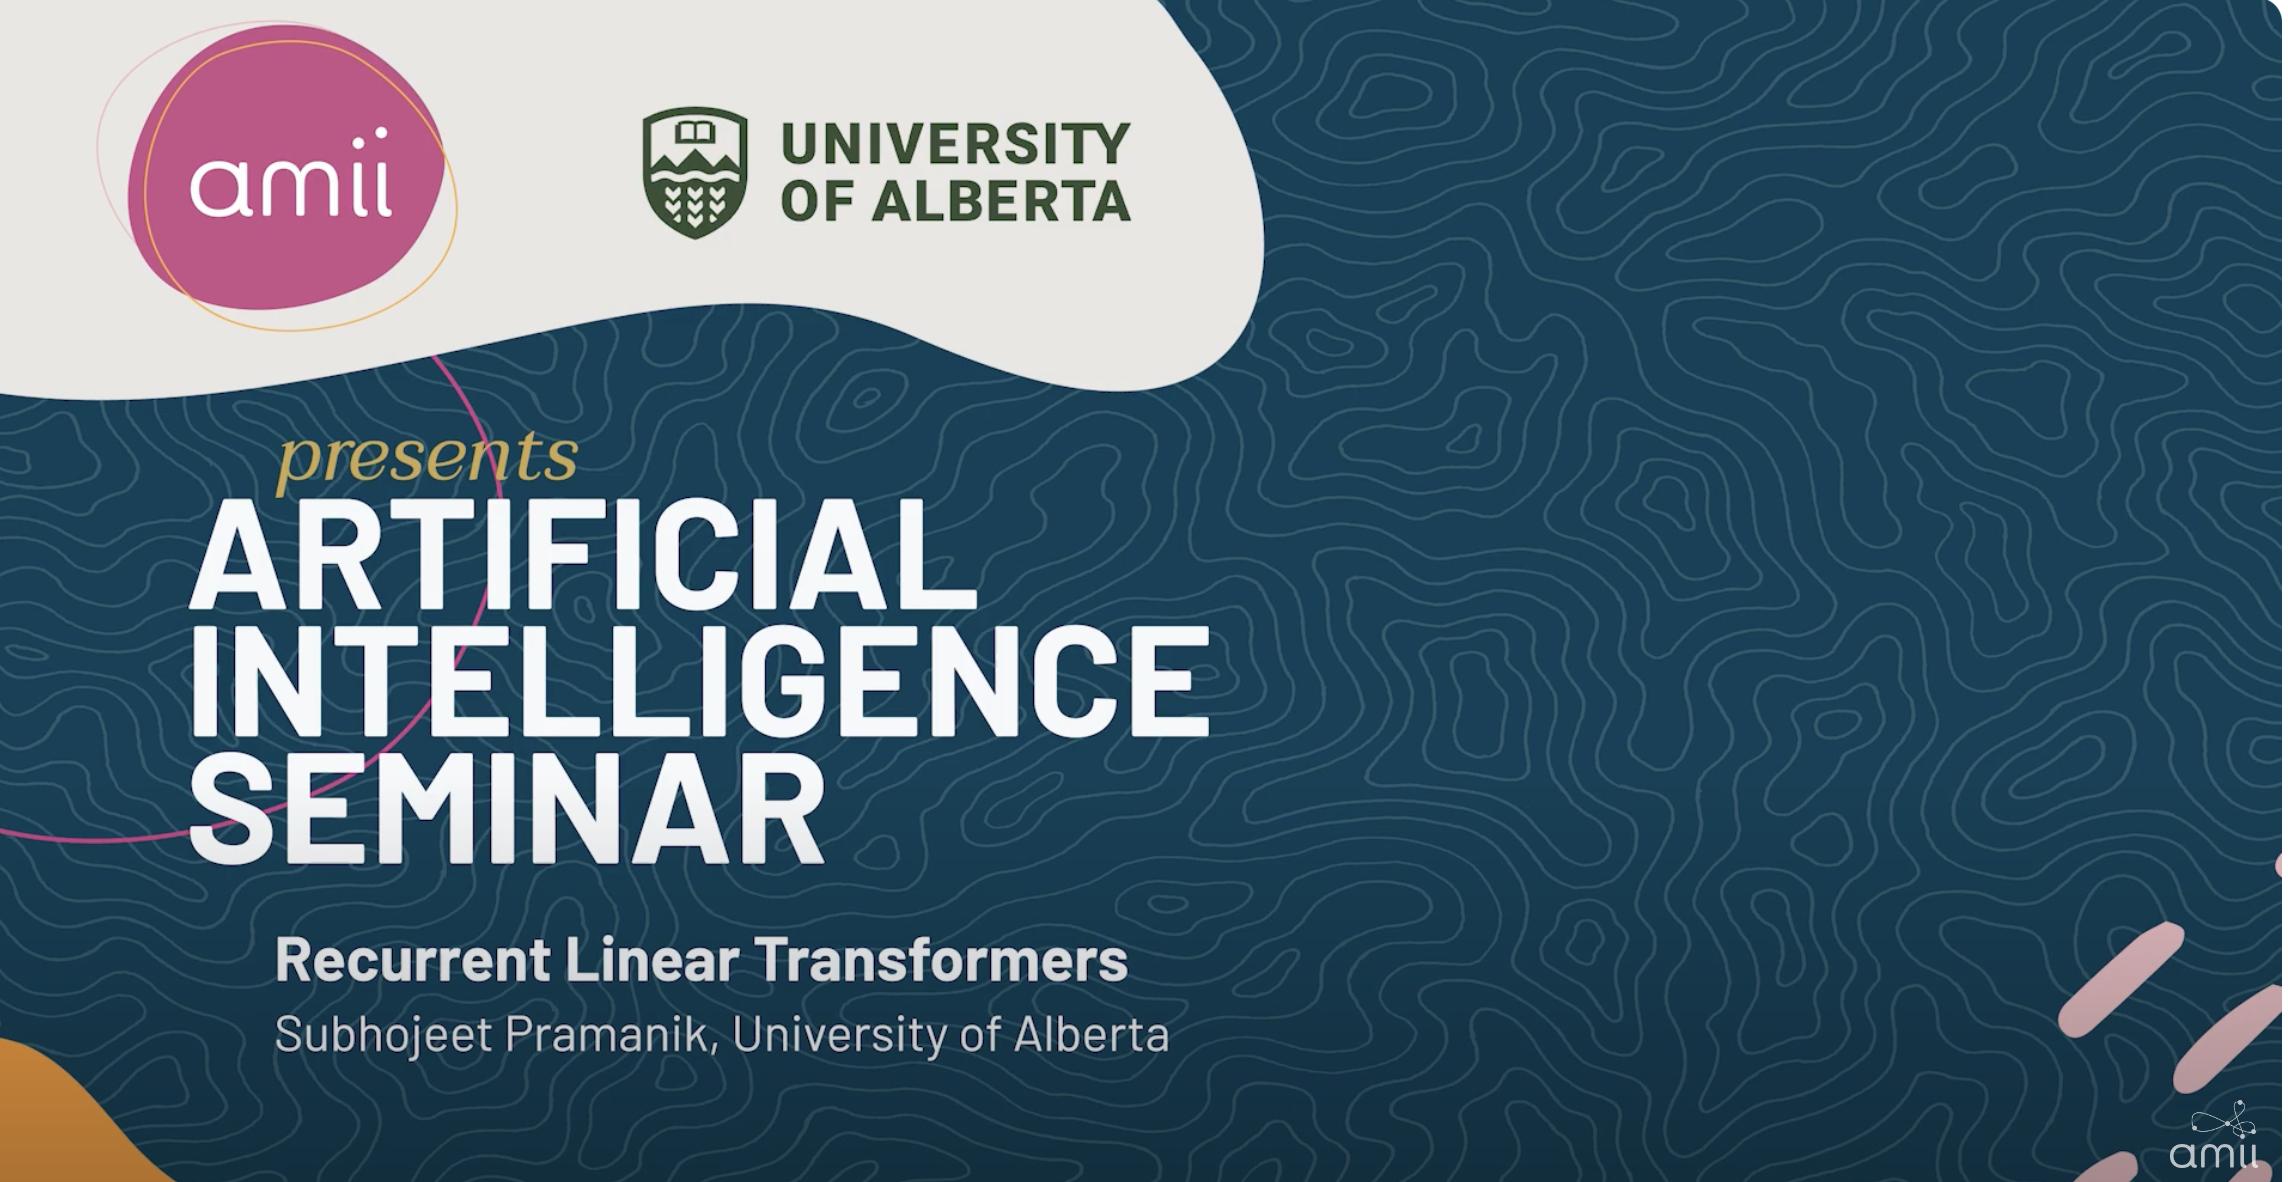 amii
UNIVERSITY
OF ALBERTA
presents
ARTIFICIAL
INTELLIGENCE
SEMINAR
Recurrent Linear Transformers
Subhojeet Pramanik, University of Alberta
amii